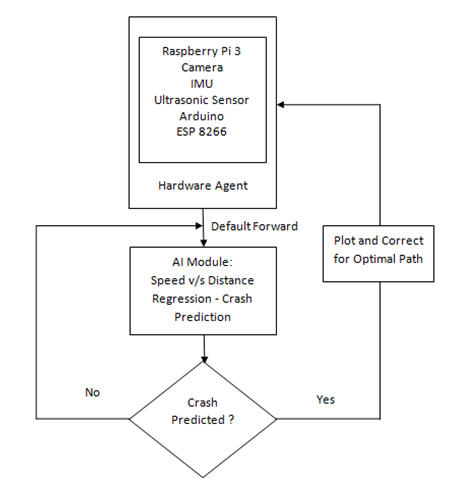 Raspberry Pi 3
Camera
IMU
Ultrasonic Sensor
Arduino
ESP 8266
Hardware Agent
Default Forward
Plot and Correct
for Optimal Path
AI Module:
Speed v/s Distance
Regression - Crash
Prediction
No
Crash
Predicted ?
Yes